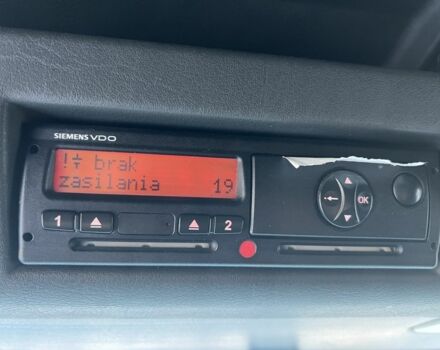 SIEMENS VDO
! brak
zasilania 19
1 2
OK